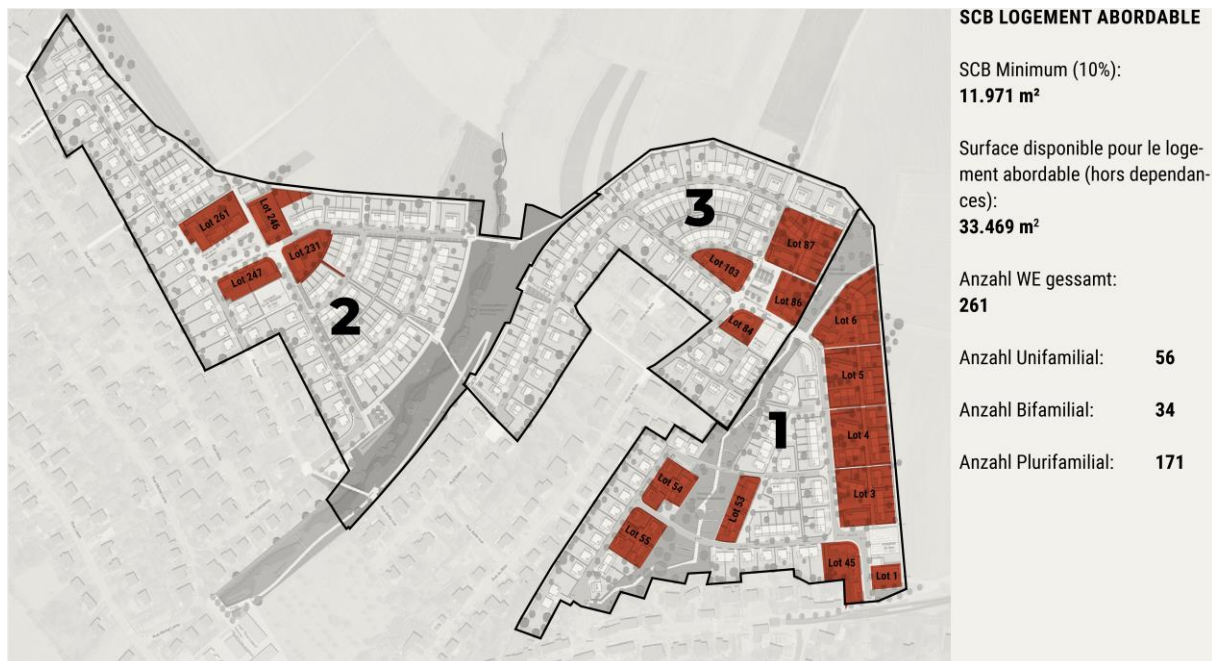 SCB LOGEMENT ABORDABLE
SCB Minimum (10%):
11.971 m²
Surface disponible pour le loge-
ment abordable (hors dependan-
ces):
33.469 m²
Anzahl WE gessamt:
261
Anzahl Unifamilial: 56
Anzahl Bifamilial: 34
Anzahl Plurifamilial: 171
Lot 261
Lot 246
Lot 231
Lot 247
2
3
Lot 87
Lot 103
Lot 86
Lot 84
Lot 6
Lot 5
1
Lot 4
Lot 3
Lot 54
Lot 53
Lot 55
Lot 45
Lot 1